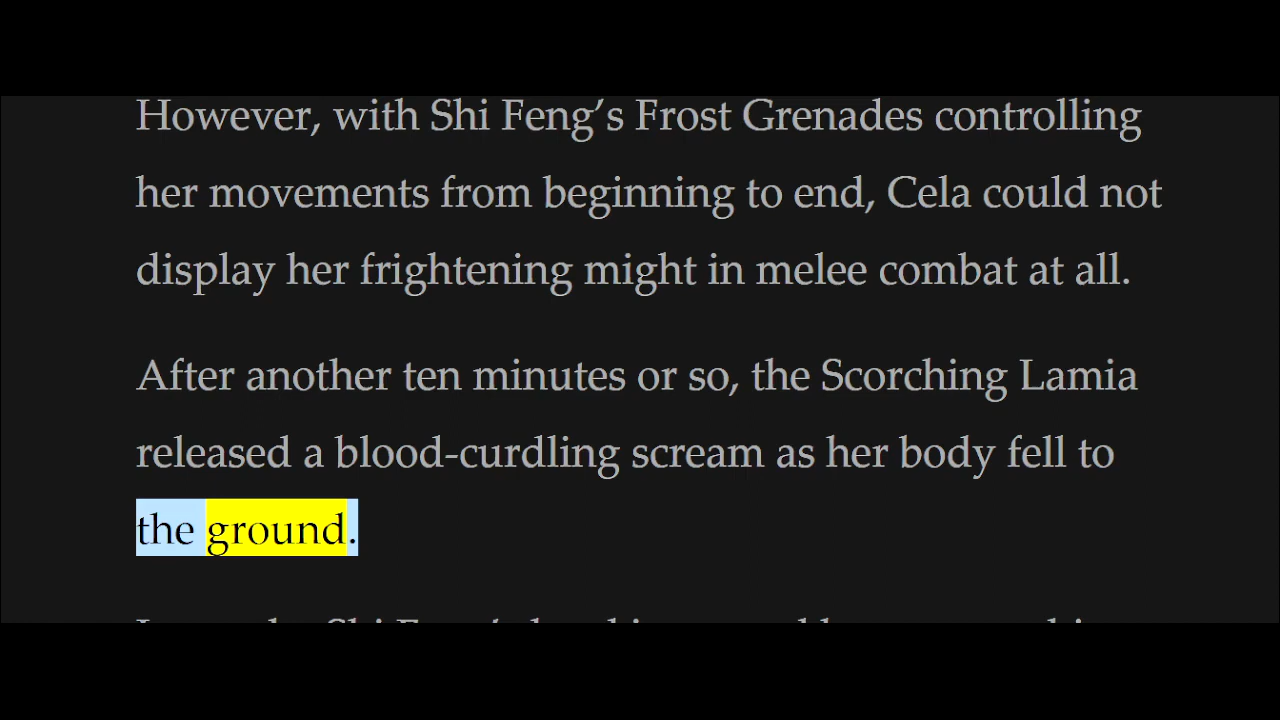 However, with Shi Feng’s Frost Grenades controlling
her movements from beginning to end, Cela could not
display her frightening might in melee combat at all.
After another ten minutes or so, the Scorching Lamia
released a blood-curdling scream as her body fell to
the ground.
Shi Feng’s